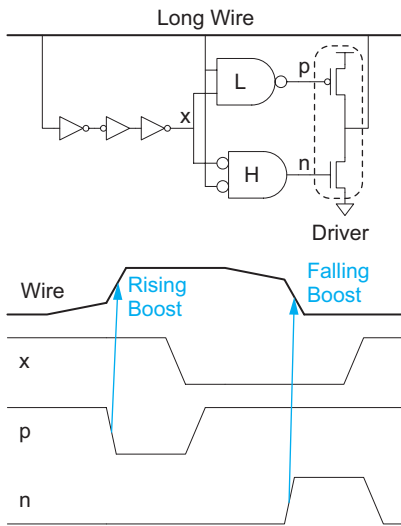 Long Wire
p
L
x
n
H
Driver
Wire
Rising
Boost
Falling
Boost
x
p
n